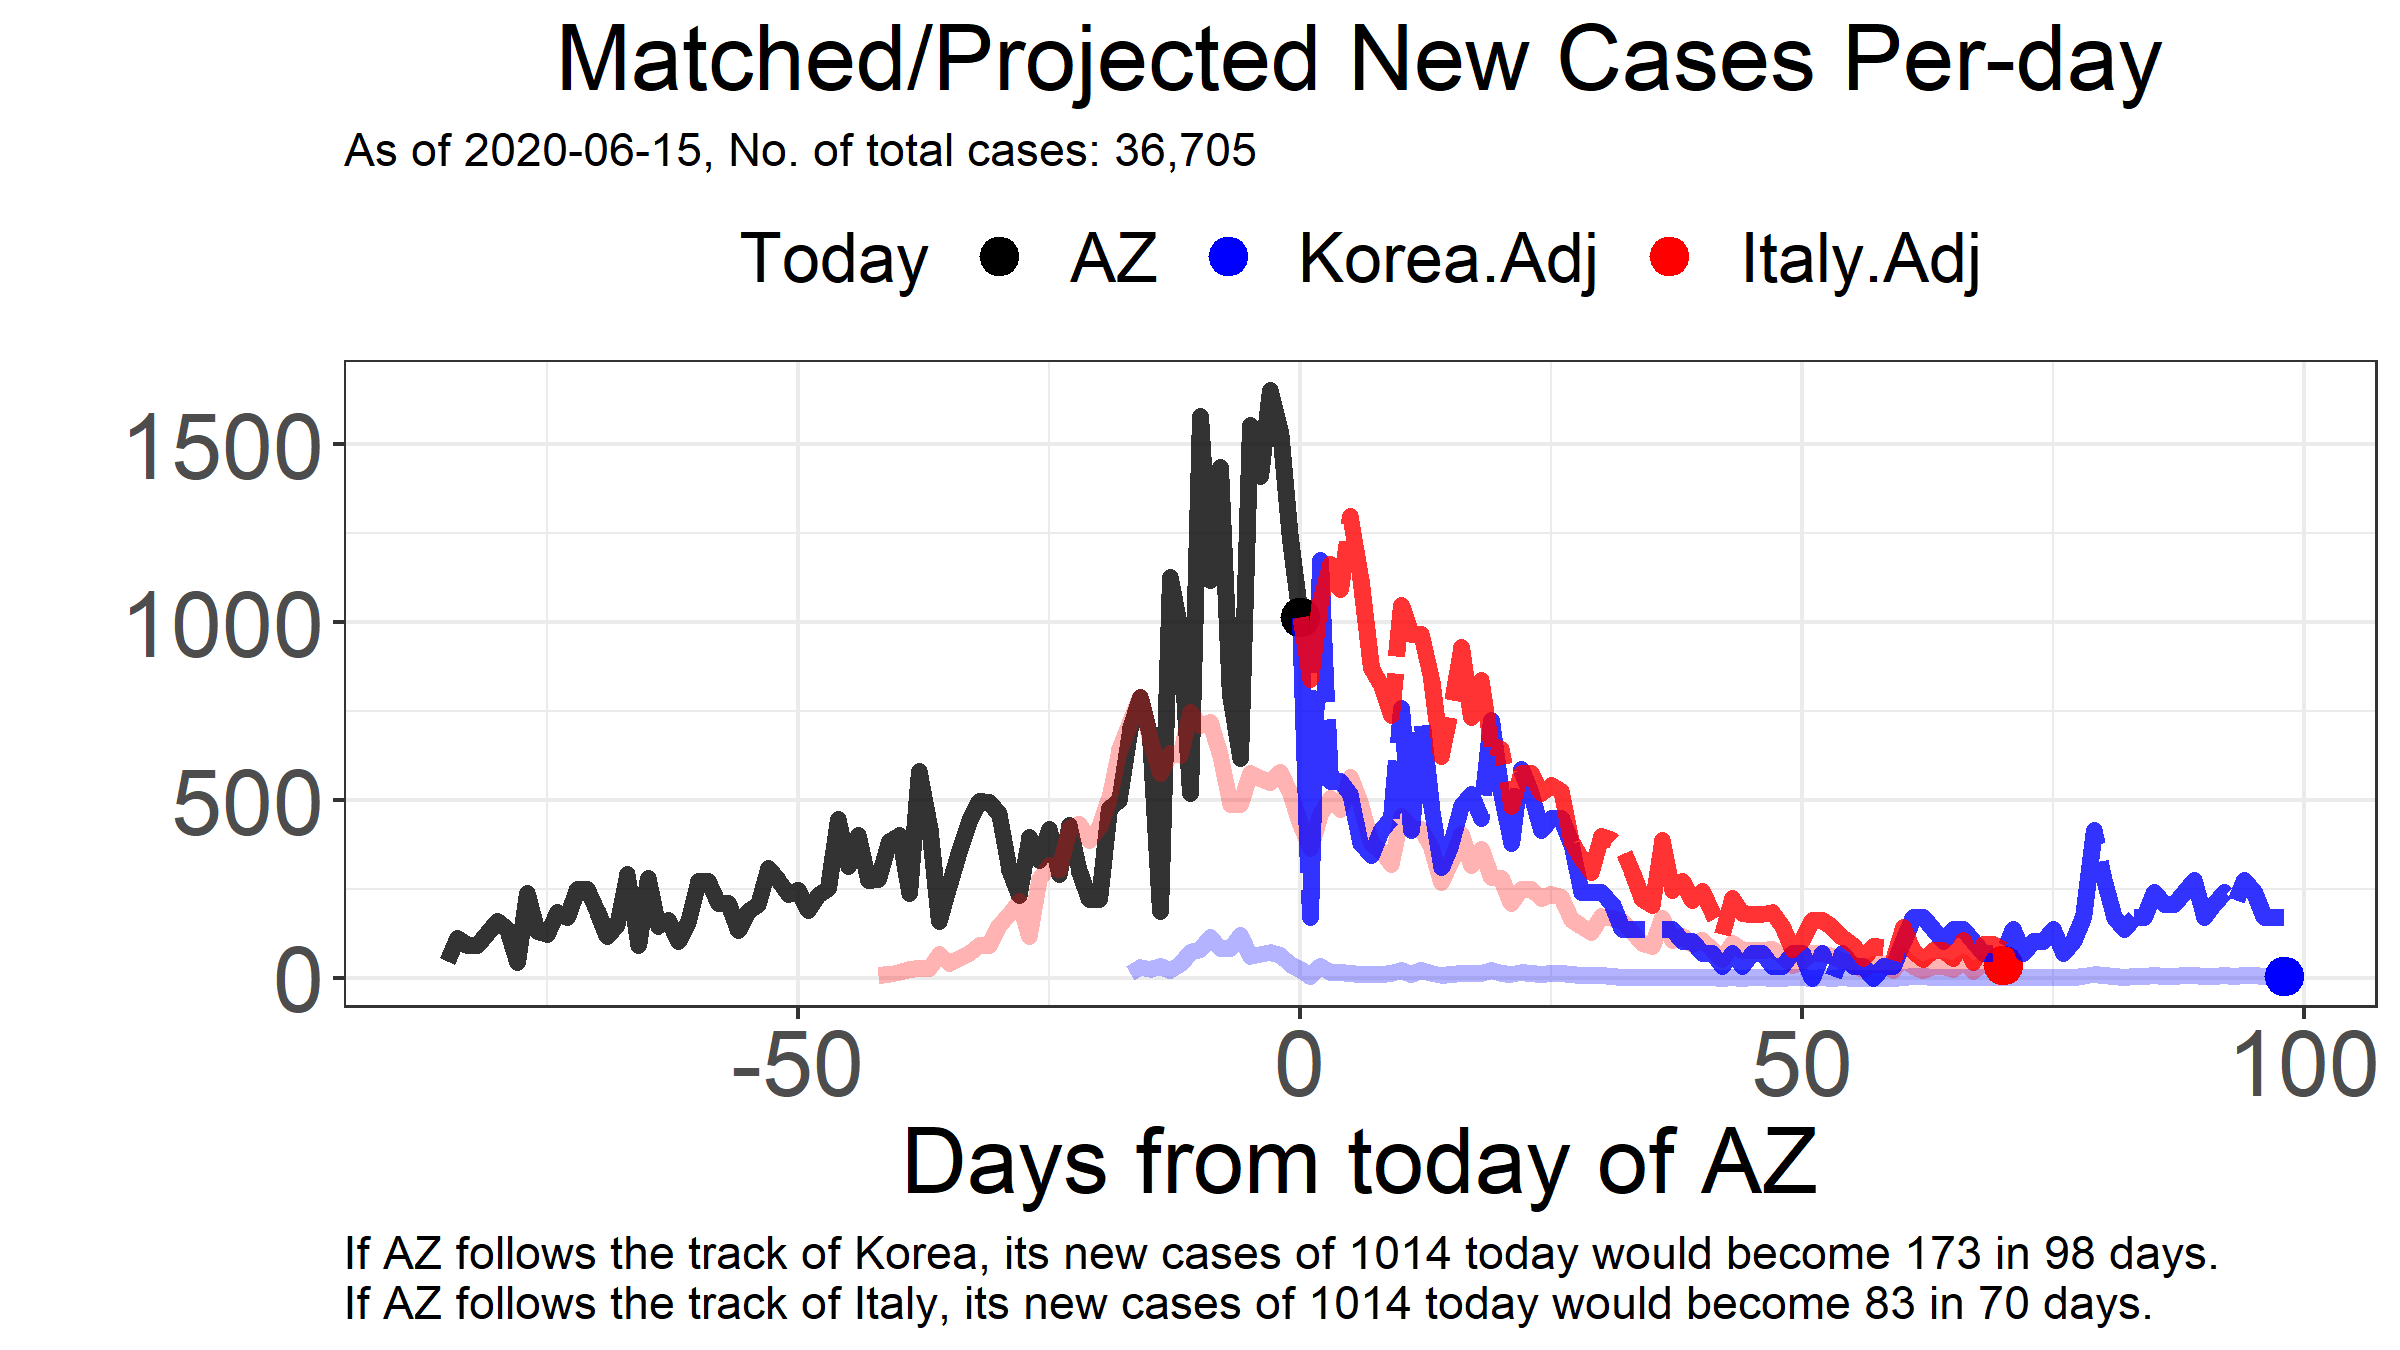 Matched/Projected New Cases Per-day
As of 2020-06-15, No. of total cases: 36,705
Today AZ Korea.Adj Italy.Adj
1500
1000
500
0
-50 0 50 100
Days from today of AZ
If AZ follows the track of Korea, its new cases of 1014 today would become 173 in 98 days.
If AZ follows the track of Italy, its new cases of 1014 today would become 83 in 70 days.